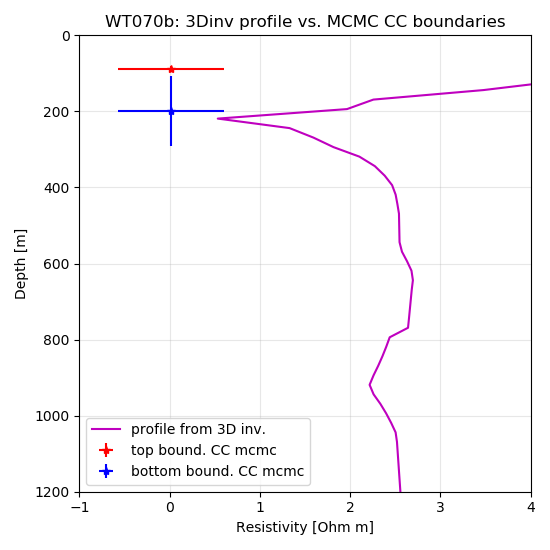 WT070b: 3Dinv profile vs. MCMC CC boundaries
0
200
400
600
800
1000
1200
Depth [m]
−1
0
1
2
3
4
Resistivity [Ohm m]
profile from 3D inv.
top bound. CC mcmc
bottom bound. CC mcmc